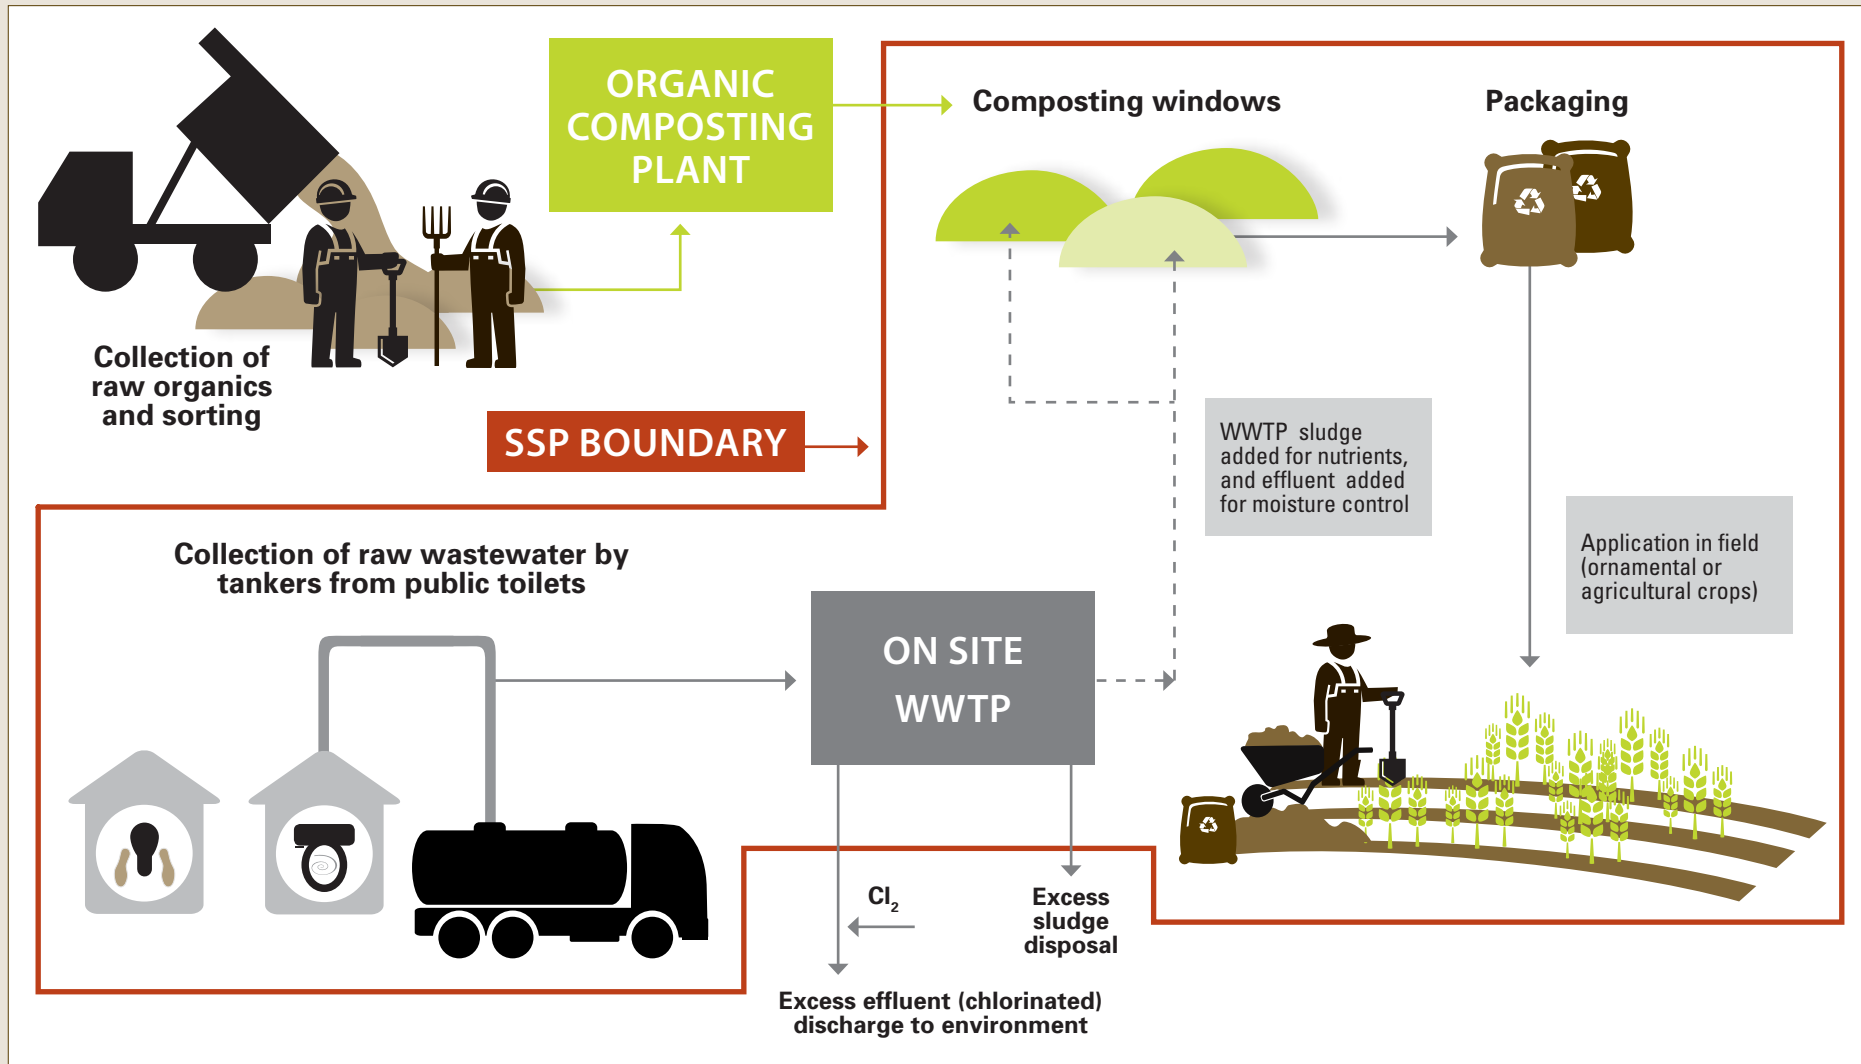 ORGANIC
COMPOSTING
PLANT
Composting windows
Packaging
Collection of
raw organics
and sorting
SSP BOUNDARY
WWTP sludge
added for nutrients,
and effluent added
for moisture control
Application in field
(ornamental or
agricultural crops)
Collection of raw wastewater by
tankers from public toilets
ON SITE
WWTP
Cl₂
Excess
sludge
disposal
Excess effluent (chlorinated)
discharge to environment